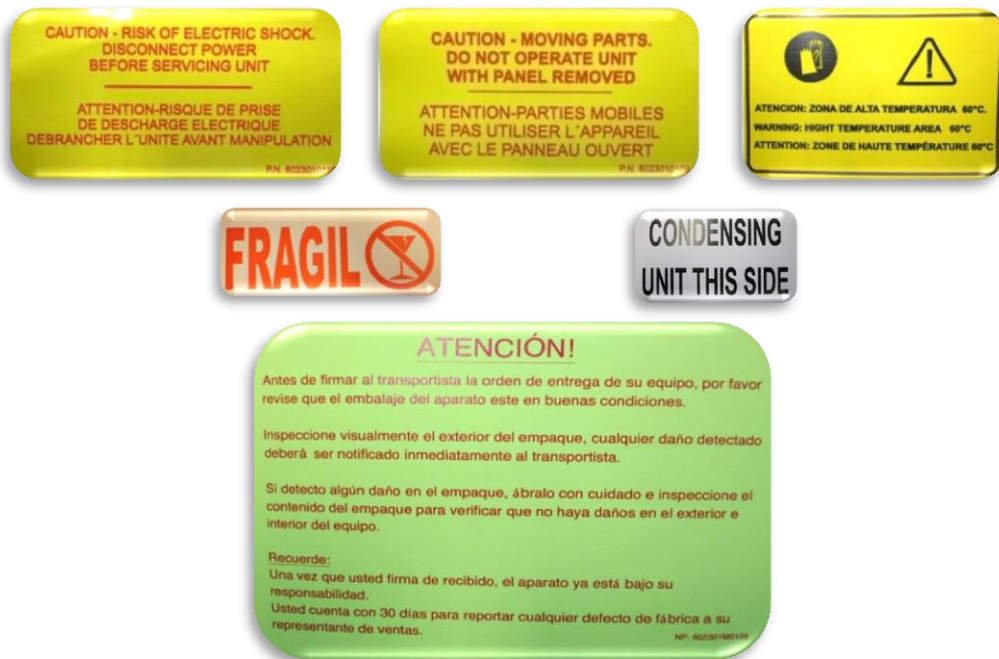 CAUTION - RISK OF ELECTRIC SHOCK.
DISCONNECT POWER
BEFORE SERVICING UNIT
ATTENTION-RISQUE DE PRISE
DE DESCHARGE ELECTRIQUE
DEBRANCHER L´UNITE AVANT MANIPULATION
P.N.
CAUTION - MOVING PARTS.
DO NOT OPERATE UNIT
WITH PANEL REMOVED
ATTENTION-PARTIES MOBILES
NE PAS UTILISER L´APPAREIL
AVEC LE PANNEAU OUVERT
P.N.
ATENCION: ZONA DE ALTA TEMPERATURA 60°C.
WARNING: HIGHT TEMPERATURE AREA 60°C
ATTENTION: ZONE DE HAUTE TEMPÉRATURE 60°C
FRAGIL
CONDENSING
UNIT THIS SIDE
ATENCIÓN!
Antes de firmar al transportista la orden de entrega de su equipo, por favor
revise que el embalaje del aparato este en buenas condiciones.
Inspeccione visualmente el exterior del empaque, cualquier daño detectado
deberá ser notificado inmediatamente al transportista.
Si detecto algún daño en el empaque, ábralo con cuidado e inspeccione el
contenido del empaque para verificar que no haya daños en el exterior e
interior del equipo.
Recuerde:
Una vez que usted firma de recibido, el aparato ya está bajo su
responsabilidad.
Usted cuenta con 30 días para reportar cualquier defecto de fábrica a su
representante de ventas.
NP. 602301M0105